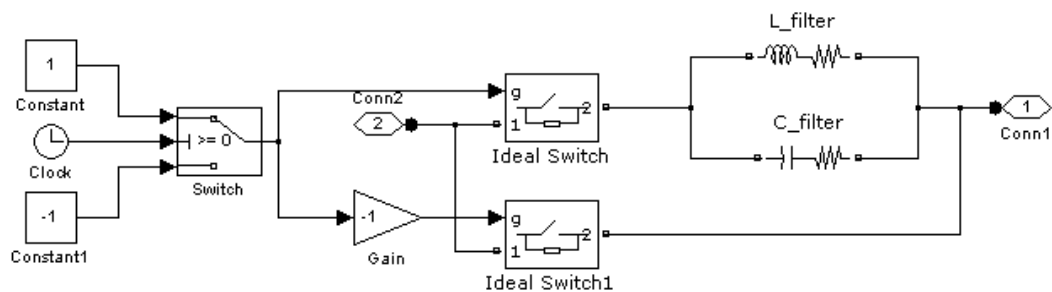 L_filter
1
Constant
Conn2
2
g
1
2
Ideal Switch
1
Conn1
>= 0
Clock
Switch
C_filter
-1
Constant1
-1
Gain
g
1
2
Ideal Switch1